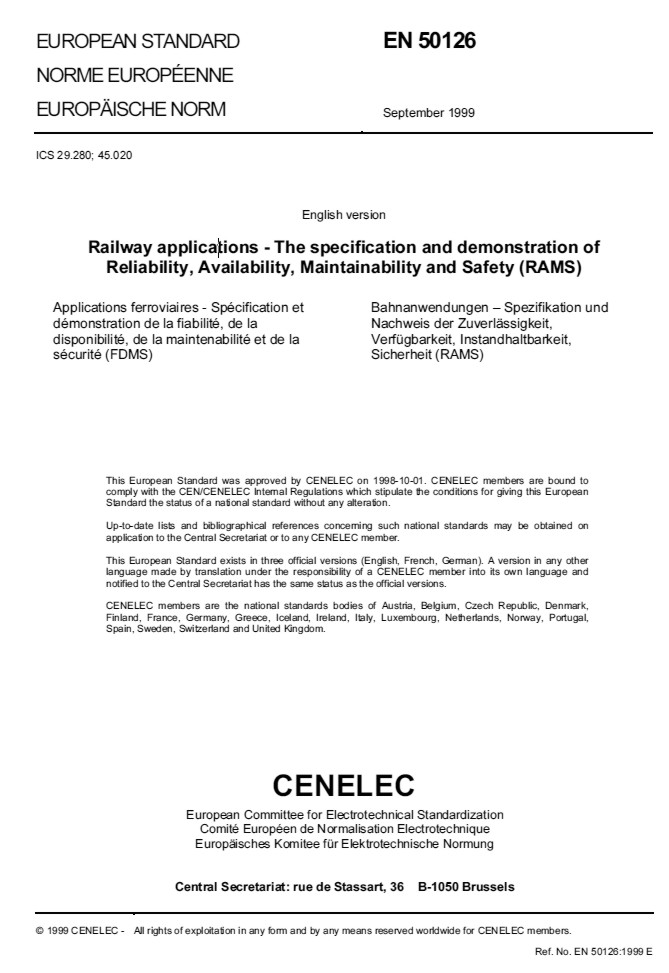 EUROPEAN STANDARD
EN 50126
NORME EUROPÉENNE
EUROPÄISCHE NORM
September 1999
ICS 29.280; 45.020
English version
Railway applications - The specification and demonstration of
Reliability, Availability, Maintainability and Safety (RAMS)
Applications ferroviaires - Spécification et
démonstration de la fiabilité, de la
disponibilité, de la maintenabilité et de la
sécurité (FDMS)
Bahnanwendungen – Spezifikation und
Nachweis der Zuverlässigkeit,
Verfügbarkeit, Instandhaltbarkeit,
Sicherheit (RAMS)
This European Standard was approved by CENELEC on 1998-10-01. CENELEC members are bound to
comply with the CEN/CENELEC Internal Regulations which stipulate the conditions for giving this European
Standard the status of a national standard without any alteration.
Up-to-date lists and bibliographical references concerning such national standards may be obtained on
application to the Central Secretariat or to any CENELEC member.
This European Standard exists in three official versions (English, French, German). A version in any other
language made by translation under the responsibility of a CENELEC member into its own language and
notified to the Central Secretariat has the same status as the official versions.
CENELEC members are the national standards bodies of Austria, Belgium, Czech Republic, Denmark,
Finland, France, Germany, Greece, Iceland, Ireland, Italy, Luxembourg, Netherlands, Norway, Portugal,
Spain, Sweden, Switzerland and United Kingdom.
CENELEC
European Committee for Electrotechnical Standardization
Comité Européen de Normalisation Electrotechnique
Europäisches Komitee für Elektrotechnische Normung
Central Secretariat: rue de Stassart, 36 B-1050 Brussels
© 1999 CENELEC - All rights of exploitation in any form and by any means reserved worldwide for CENELEC members.
Ref. No. EN 50126:1999 E